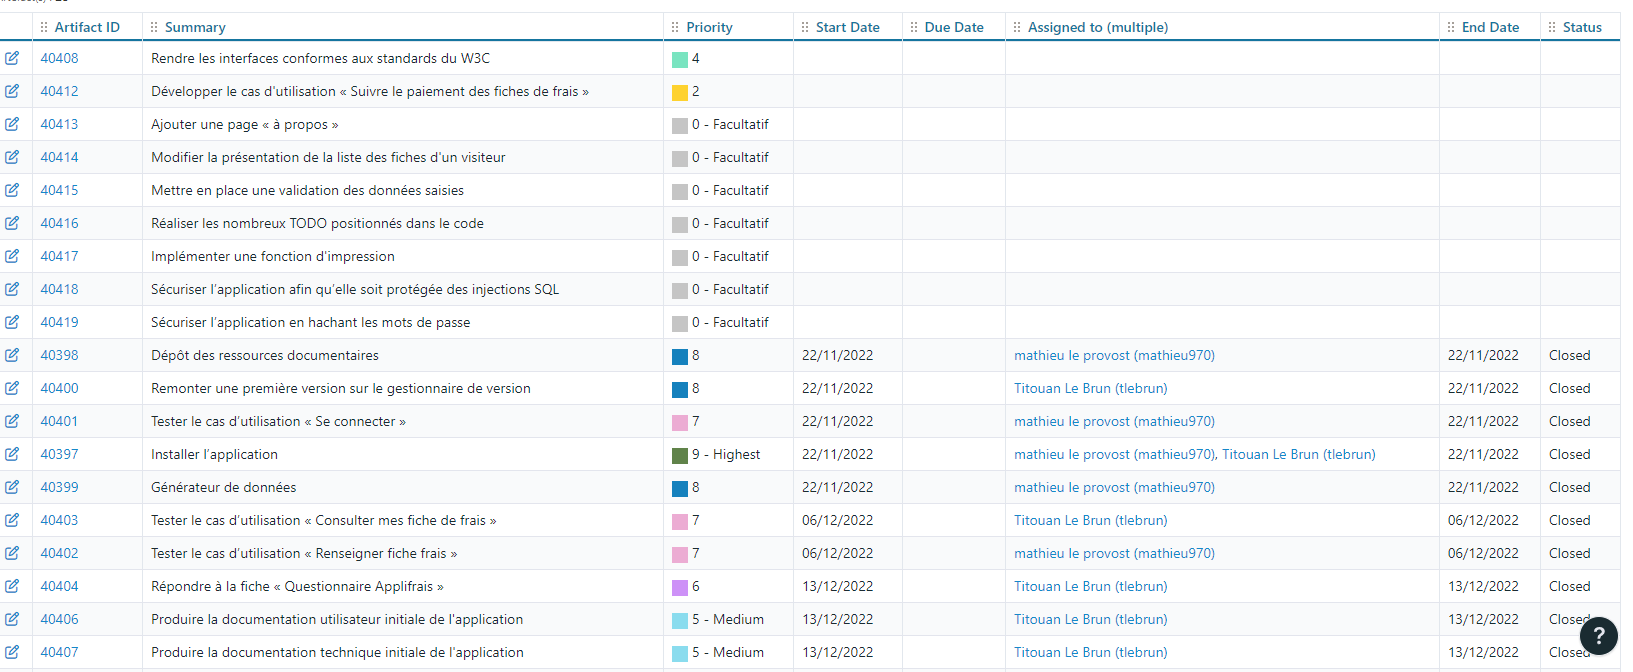 Artifact ID Summary Priority Start Date Due Date Assigned to (multiple) End Date Status
40408 Rendre les interfaces conformes aux standards du W3C 4
40412 Développer le cas d'utilisation « Suivre le paiement des fiches de frais » 2
40413 Ajouter une page « à propos » 0 - Facultatif
40414 Modifier la présentation de la liste des fiches d'un visiteur 0 - Facultatif
40415 Mettre en place une validation des données saisies 0 - Facultatif
40416 Réaliser les nombreux TODO positionnés dans le code 0 - Facultatif
40417 Implémenter une fonction d'impression 0 - Facultatif
40418 Sécuriser l'application afin qu'elle soit protégée des injections SQL 0 - Facultatif
40419 Sécuriser l'application en hachant les mots de passe 0 - Facultatif
40398 Dépôt des ressources documentaires 8 22/11/2022 mathieu le provost (mathieu970) 22/11/2022 Closed
40400 Remonter une première version sur le gestionnaire de version 8 22/11/2022 Titouan Le Brun (tlebrun) 22/11/2022 Closed
40401 Tester le cas d'utilisation « Se connecter » 7 22/11/2022 mathieu le provost (mathieu970) 22/11/2022 Closed
40397 Installer l'application 9 - Highest 22/11/2022 mathieu le provost (mathieu970), Titouan Le Brun (tlebrun) 22/11/2022 Closed
40399 Générateur de données 8 22/11/2022 mathieu le provost (mathieu970) 22/11/2022 Closed
40403 Tester le cas d'utilisation « Consulter mes fiche de frais » 7 06/12/2022 Titouan Le Brun (tlebrun) 06/12/2022 Closed
40402 Tester le cas d'utilisation « Renseigner fiche frais » 7 06/12/2022 mathieu le provost (mathieu970) 06/12/2022 Closed
40404 Répondre à la fiche « Questionnaire Applifrais » 6 13/12/2022 Titouan Le Brun (tlebrun) 13/12/2022 Closed
40406 Produire la documentation utilisateur initiale de l'application 5 - Medium 13/12/2022 Titouan Le Brun (tlebrun) 13/12/2022 Closed
?
40407 Produire la documentation technique initiale de l'application 5 - Medium 13/12/2022 Titouan Le Brun (tlebrun) 13/12/2022 Closed